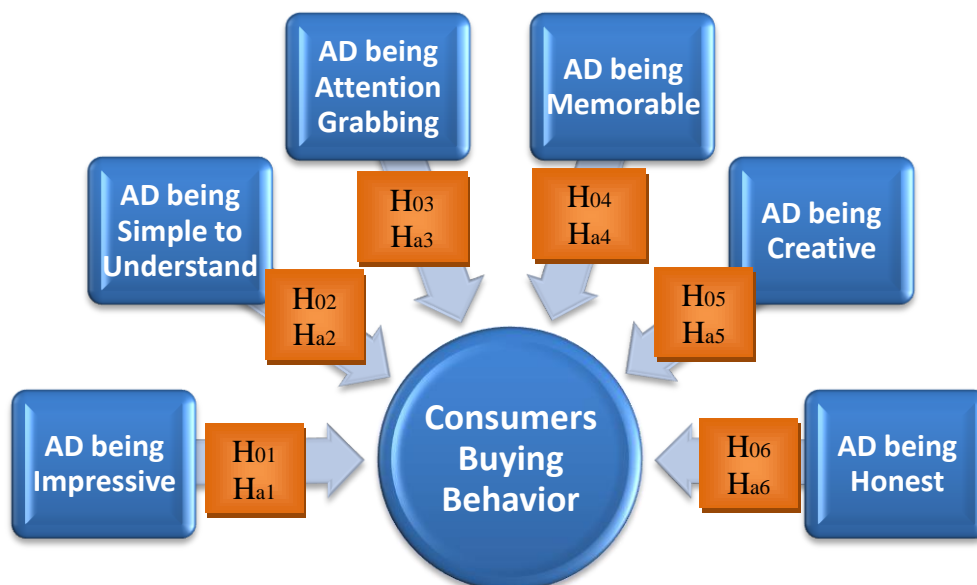 AD being
Attention
Grabbing
AD being
Memorable
AD being
Simple to
Understand
AD being
Creative
H03
Ha3
H04
Ha4
H02
Ha2
H05
Ha5
AD being
Impressive
H01
Ha1
Consumers
Buying
Behavior
H06
Ha6
AD being
Honest